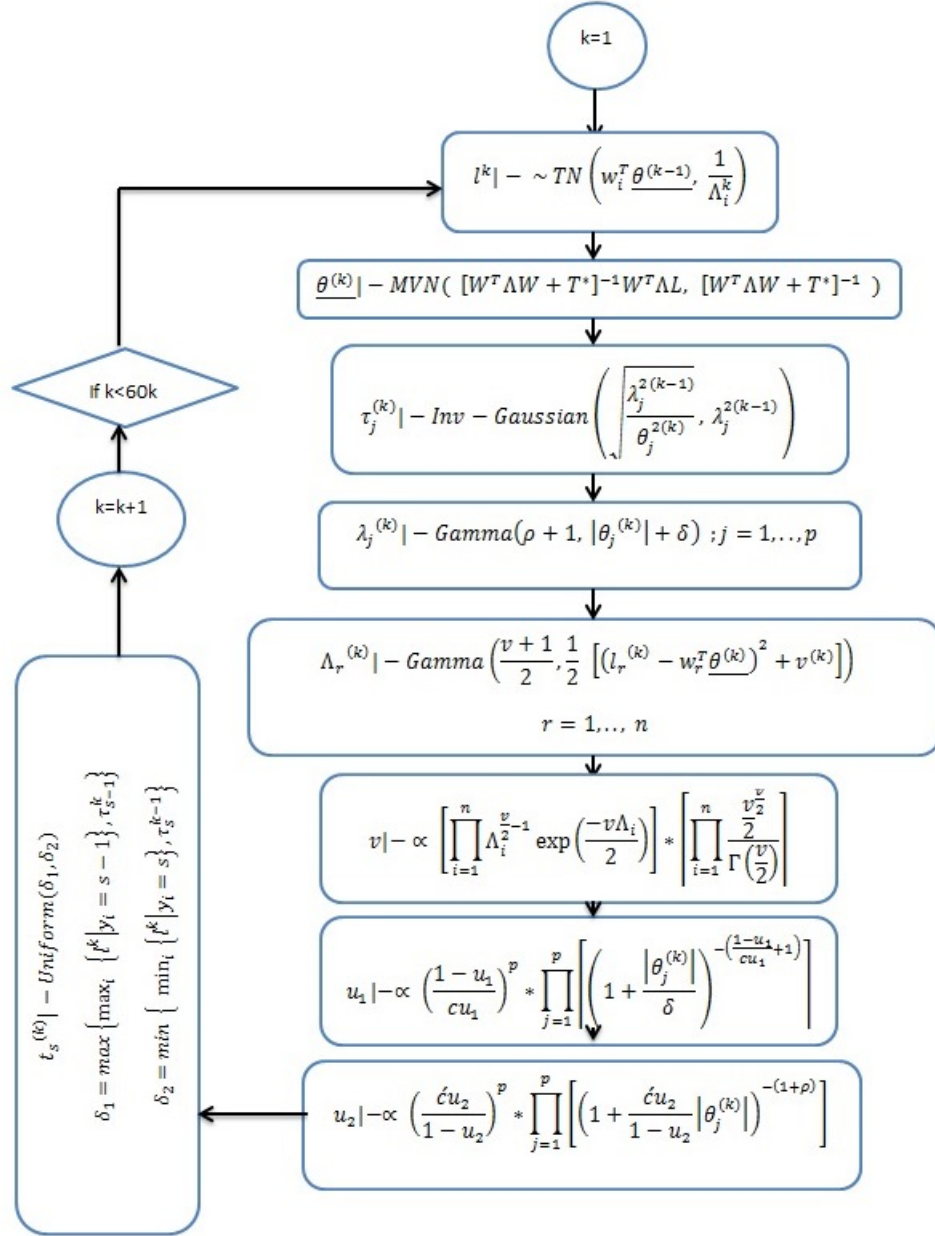 k=1
l^k| − ~ TN ( w_i^T θ^(k−1), 1/Λ_i^k )
θ^(k)| − MVN( [W^T ΛW + T*]^−1 W^T ΛL, [W^T ΛW + T*]^−1 )
τ_j^(k)| − Inv − Gaussian ( √(λ_j^2(k−1) / θ_j^2(k)), λ_j^2(k−1) )
If k<60k
k=k+1
λ_j^(k)| − Gamma(ρ + 1, |θ_j^(k)| + δ) ; j = 1,..,p
Λ_r^(k)| − Gamma ( (v + 1)/2, 1/2 [(l_r^(k) − w_r^T θ^(k))^2 + v^(k)] )
r = 1,.., n
v| −∝ [ ∏_{i=1}^n Λ_i^(v/2 −1) exp( −vΛ_i / 2 ) ] * [ ∏_{i=1}^n (v/2)^(v/2) / Γ(v/2) ]
u_1 |−∝ ( (1 − u_1) / cu_1 )^p * ∏_{j=1}^p [ ( 1 + |θ_j^(k)| / δ )^−((1−u_1)/cu_1 +1) ]
u_2| −∝ ( ću_2 / (1 − u_2) )^p * ∏_{j=1}^p [ ( 1 + ću_2/(1 − u_2) |θ_j^(k)| )^−(1+ρ) ]
t_s^(k)| − Uniform(δ_1, δ_2)
δ_1 = max { max_i {l^k|y_i = s − 1}, τ_{s−1}^k }
δ_2 = min { min_i {l^k|y_i = s}, τ_s^{k−1} }